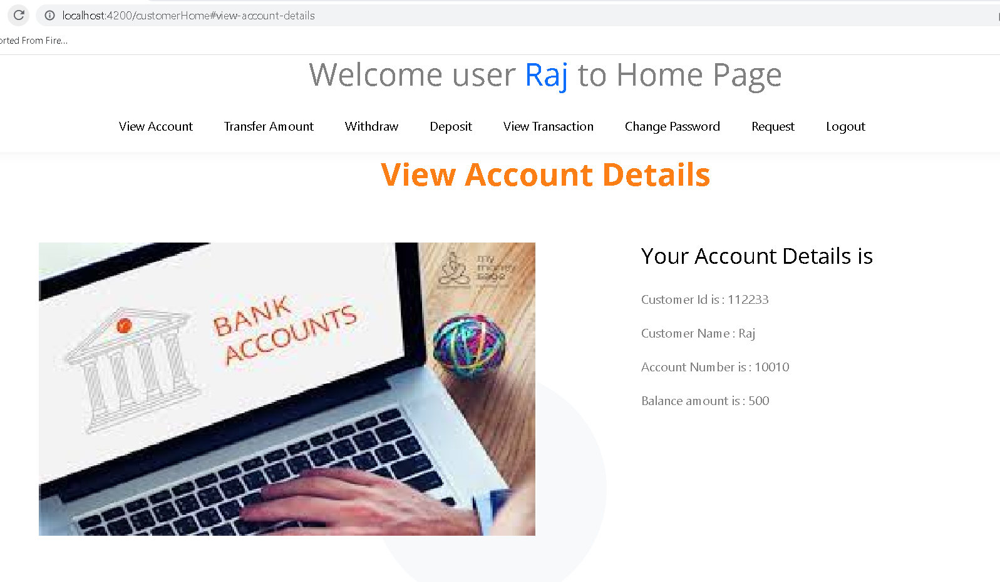 localhost:4200/customerHome#view-account-details
orted From Fire...
Welcome user Raj to Home Page
View Account Transfer Amount Withdraw Deposit View Transaction Change Password Request Logout
View Account Details
BANK
ACCOUNTS
my
money
sage
Your Account Details is
Customer Id is : 112233
Customer Name : Raj
Account Number is : 10010
Balance amount is : 500